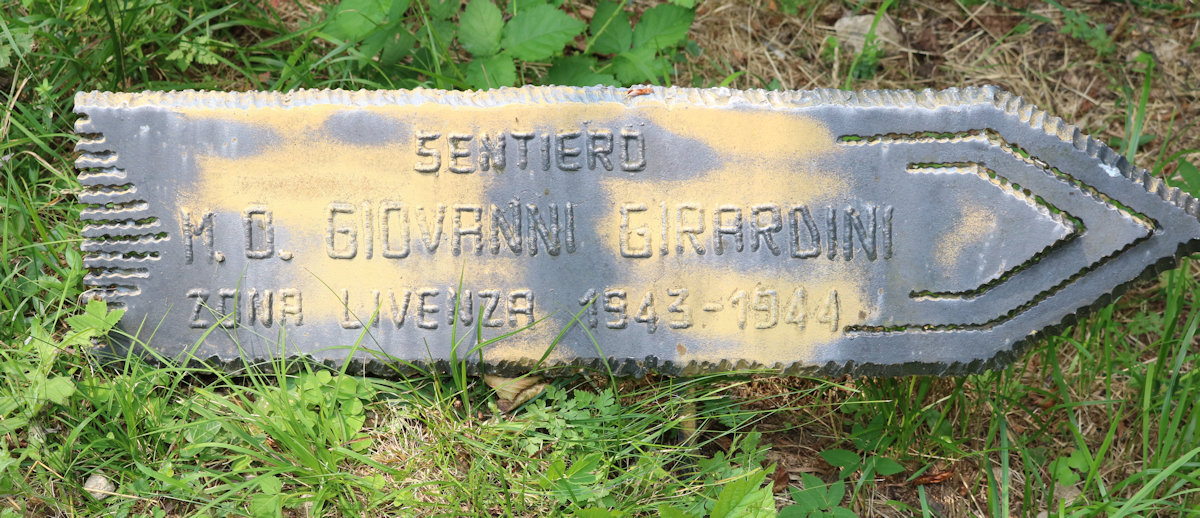 SENTIERO
M. O. GIOVANNI GIRARDINI
ZONA LIVENZA 1943-1944